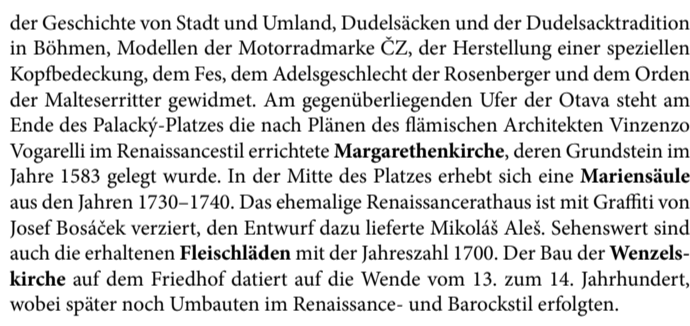 der Geschichte von Stadt und Umland, Dudelsäcken und der Dudelsacktradition
in Böhmen, Modellen der Motorradmarke ČZ, der Herstellung einer speziellen
Kopfbedeckung, dem Fes, dem Adelsgeschlecht der Rosenberger und dem Orden
der Malteserritter gewidmet. Am gegenüberliegenden Ufer der Otava steht am
Ende des Palacký-Platzes die nach Plänen des flämischen Architekten Vinzenzo
Vogarelli im Renaissancestil errichtete Margarethenkirche, deren Grundstein im
Jahre 1583 gelegt wurde. In der Mitte des Platzes erhebt sich eine Mariensäule
aus den Jahren 1730–1740. Das ehemalige Renaissancerathaus ist mit Graffiti von
Josef Bosáček verziert, den Entwurf dazu lieferte Mikoláš Aleš. Sehenswert sind
auch die erhaltenen Fleischläden mit der Jahreszahl 1700. Der Bau der Wenzels-
kirche auf dem Friedhof datiert auf die Wende vom 13. zum 14. Jahrhundert,
wobei später noch Umbauten im Renaissance- und Barockstil erfolgten.